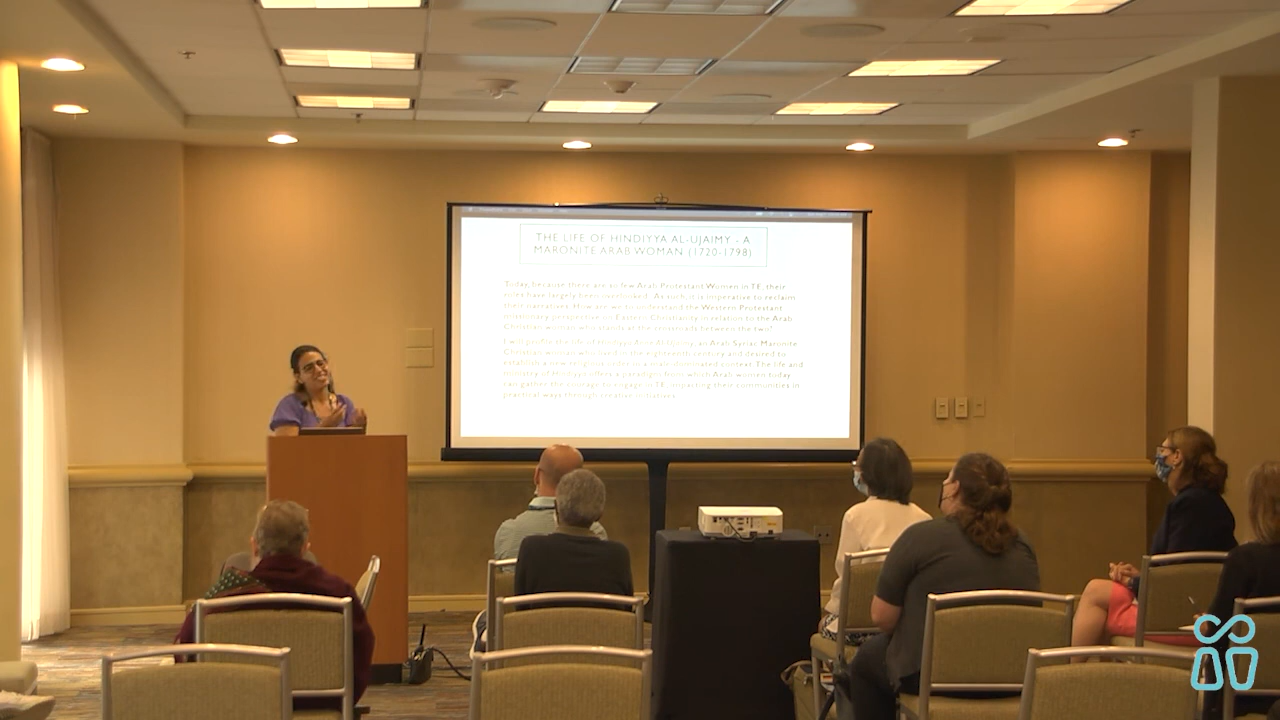 THE LIFE OF HINDIYYA AL-UJAIMY - A
MARONITE ARAB WOMAN (1720-1798)
Today, because there are so few Arab Protestant Women in TE, their
roles have largely been overlooked. As such, it is imperative to reclaim
their narratives. How are we to understand the Western Protestant
missionary perspective on Eastern Christianity in relation to the Arab
Christian woman who stands at the crossroads between the two?
I will profile the life of Hindiyya Al-Ujaimy, an Arab Syriac Maronite
Christian woman who lived in the eighteenth century and desired to
establish a new religious order in a male dominated context. The life and
ministry of Hindiyya offers a paradigm from which Arab women today
can gather the courage to engage in TE, impacting their communities in
practical ways through creative initiatives.